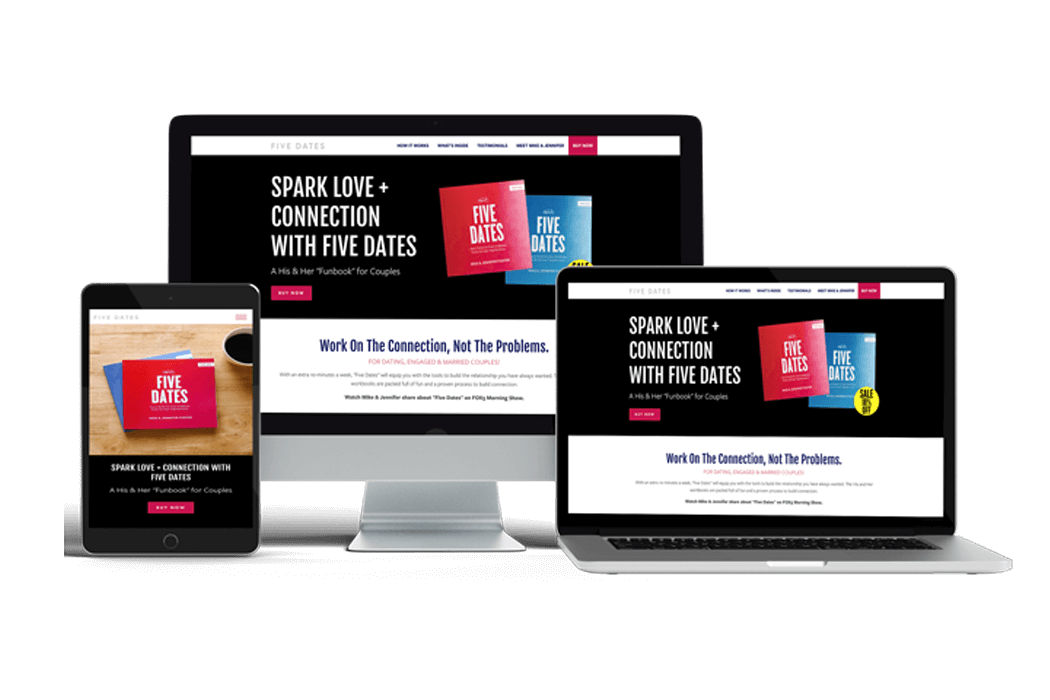 FIVE DATES
HOW IT WORKS WHAT'S INSIDE TESTIMONIALS MEET MIKE & JENNIFER BUY NOW
SPARK LOVE +
CONNECTION
WITH FIVE DATES
A His & Her "Funbook" for Couples
BUY NOW
FIVE
DATES
FIVE
DATES
SALE
Work On The Connection, Not The Problems.
FOR DATING, ENGAGED & MARRIED COUPLES!
With an extra 10-minutes a week, "Five Dates" will equip you with the tools to build the relationship you have always wanted. T
workbooks are packed full of fun and a proven process to build connection.
Watch Mike & Jennifer share about "Five Dates" on FOX9 Morning Show.
FIVE DATES
FIVE
DATES
SPARK LOVE + CONNECTION WITH
FIVE DATES
A His & Her "Funbook" for Couples
BUY NOW
FIVE DATES
HOW IT WORKS WHAT'S INSIDE TESTIMONIALS MEET MIKE & JENNIFER BUY NOW
SPARK LOVE +
CONNECTION
WITH FIVE DATES
A His & Her "Funbook" for Couples
BUY NOW
FIVE
DATES
FIVE
DATES
SALE
10%
OFF
Work On The Connection, Not The Problems.
FOR DATING, ENGAGED & MARRIED COUPLES!
With an extra 10-minutes a week, "Five Dates" will equip you with the tools to build the relationship you have always wanted. The His and Her
workbooks are packed full of fun and a proven process to build connection.
Watch Mike & Jennifer share about "Five Dates" on FOX9 Morning Show.